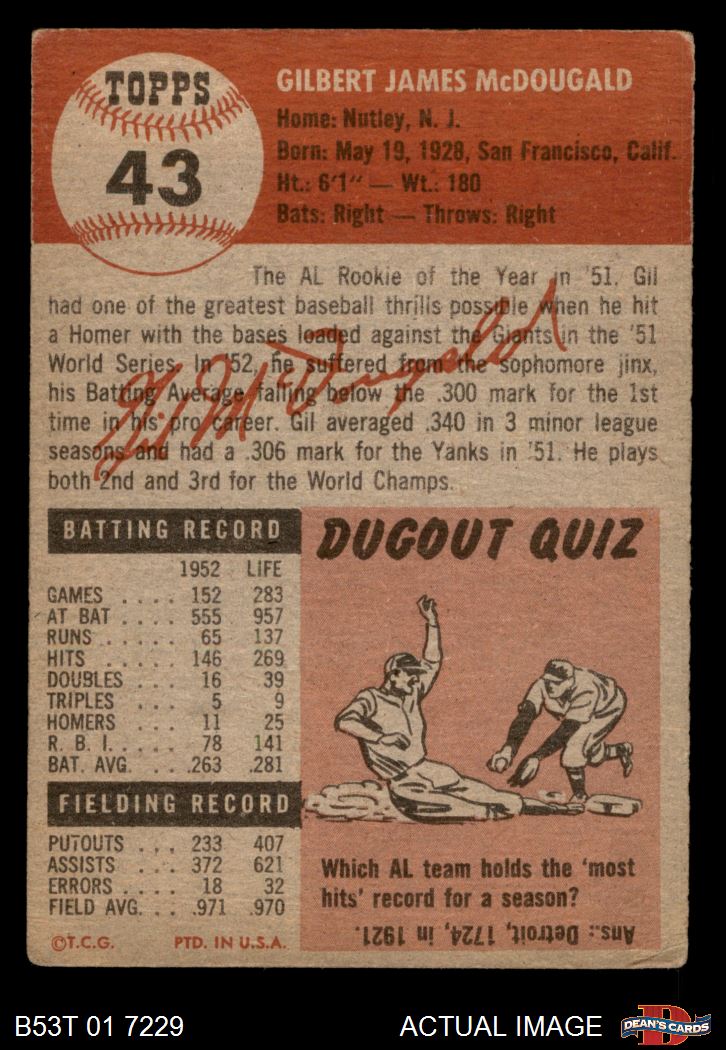 TOPPS
43
GILBERT JAMES McDOUGALD
Home: Nutley, N. J.
Born: May 19, 1928, San Francisco, Calif.
Ht.: 6'1" — Wt.: 180
Bats: Right — Throws: Right
The AL Rookie of the Year in '51. Gil
had one of the greatest baseball thrills possible when he hit
a Homer with the bases loaded against the Giants in the '51
World Series. In '52, he suffered from the sophomore jinx,
his Batting Average falling below the .300 mark for the 1st
time in his pro career. Gil averaged .340 in 3 minor league
seasons and had a .306 mark for the Yanks in '51. He plays
both 2nd and 3rd for the World Champs.
Gil McDougald
BATTING RECORD
1952 LIFE
GAMES .... 152 283
AT BAT .... 555 957
RUNS ..... 65 137
HITS ..... 146 269
DOUBLES ... 16 39
TRIPLES .... 5 9
HOMERS ... 11 25
R. B. I. .... 78 141
BAT. AVG. .. .263 .281
FIELDING RECORD
PUTOUTS ... 233 407
ASSISTS .... 372 621
ERRORS .... 18 32
FIELD AVG. .. .971 .970
©T.C.G. PTD. IN U.S.A.
DUGOUT QUIZ
Which AL team holds the 'most
hits' record for a season?
Ans.: Detroit, 1724, in 1921.
B53T 01 7229
ACTUAL IMAGE
D
DEAN'S CARDS